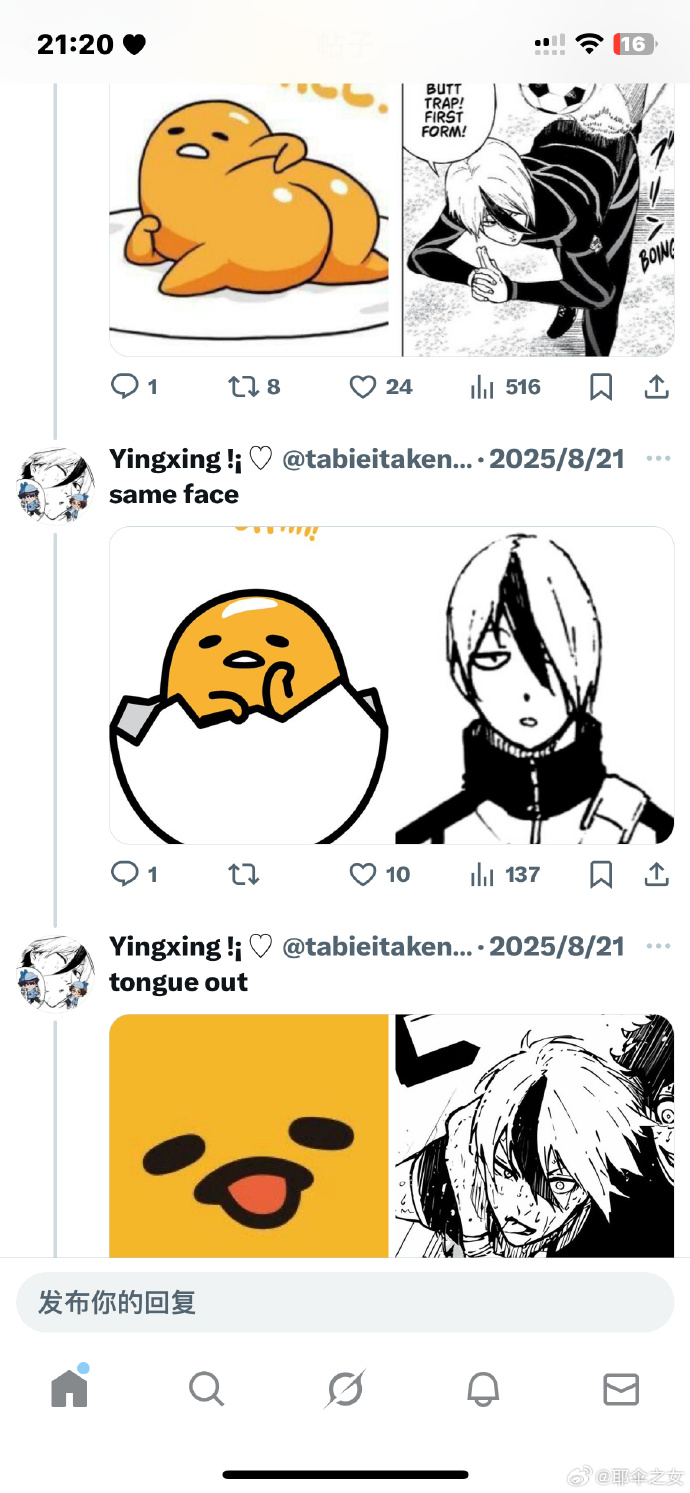 21:20
16
BUTT
TRAP!
FIRST
FORM!
BOING
1
8
24
516
Yingxing !¡ ♡ @tabieitaken... · 2025/8/21
same face
1
10
137
Yingxing !¡ ♡ @tabieitaken... · 2025/8/21
tongue out
发布你的回复
@耶伞之女